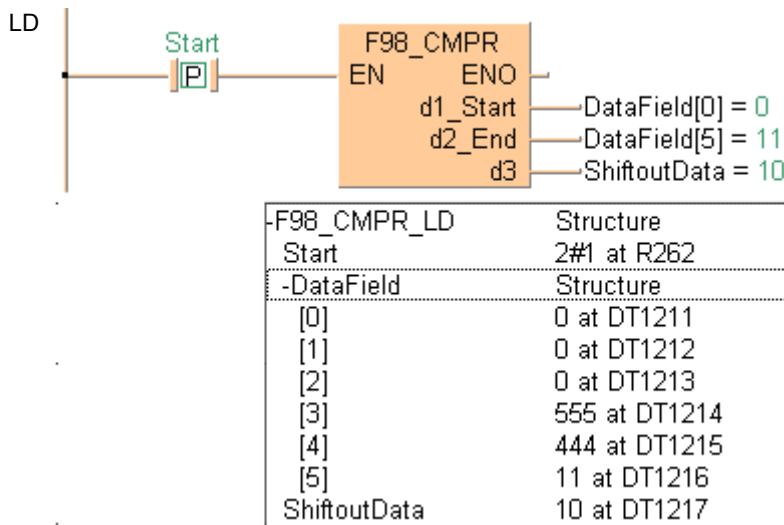 LD
Start
P
F98_CMPR
EN ENO
d1_Start DataField[0] = 0
d2_End DataField[5] = 11
d3 ShiftoutData = 10
-F98_CMPR_LD Structure
Start 2#1 at R262
-DataField Structure
[0] 0 at DT1211
[1] 0 at DT1212
[2] 0 at DT1213
[3] 555 at DT1214
[4] 444 at DT1215
[5] 11 at DT1216
ShiftoutData 10 at DT1217